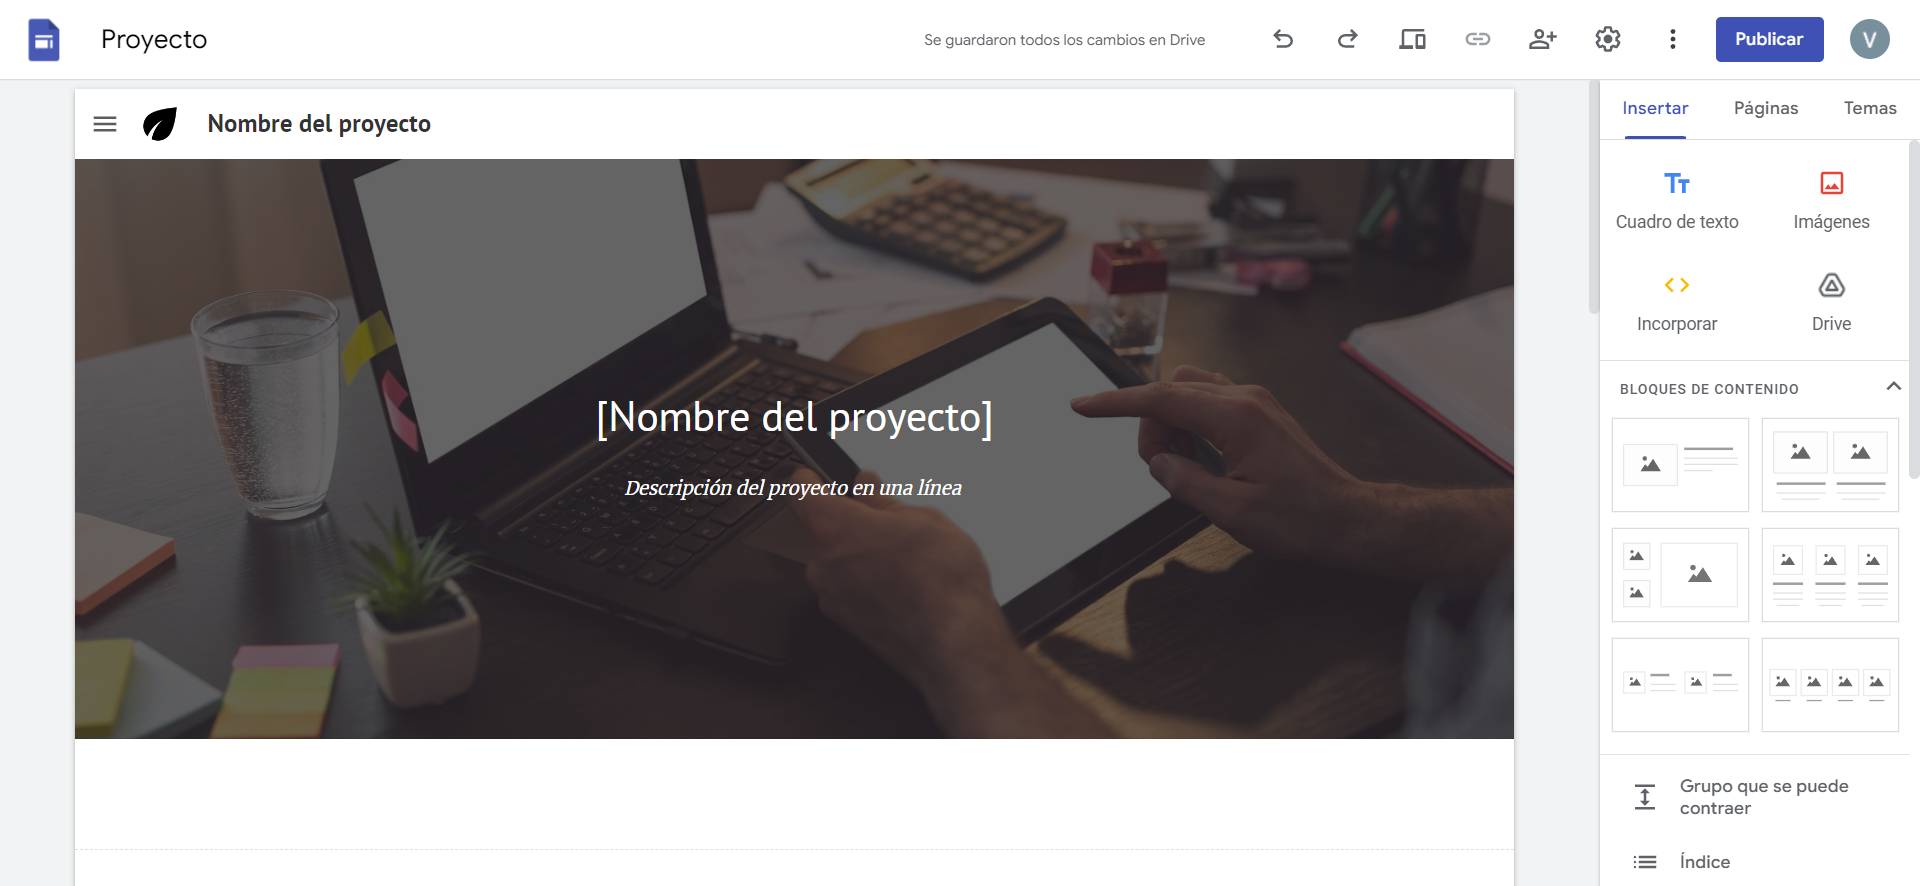 Proyecto
Se guardaron todos los cambios en Drive
Publicar
V
Nombre del proyecto
[Nombre del proyecto]
Descripción del proyecto en una línea
Insertar
Páginas
Temas
Tt
Cuadro de texto
Imágenes
Incorporar
Drive
BLOQUES DE CONTENIDO
Grupo que se puede
contraer
Índice